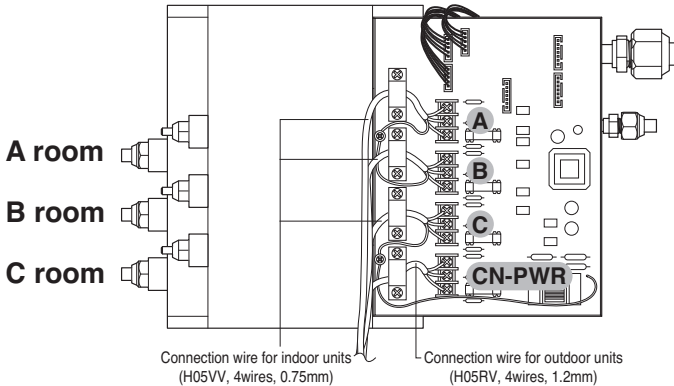 A room
B room
C room
A
B
C
CN-PWR
Connection wire for indoor units
(H05VV, 4wires, 0.75mm)
Connection wire for outdoor units
(H05RV, 4wires, 1.2mm)